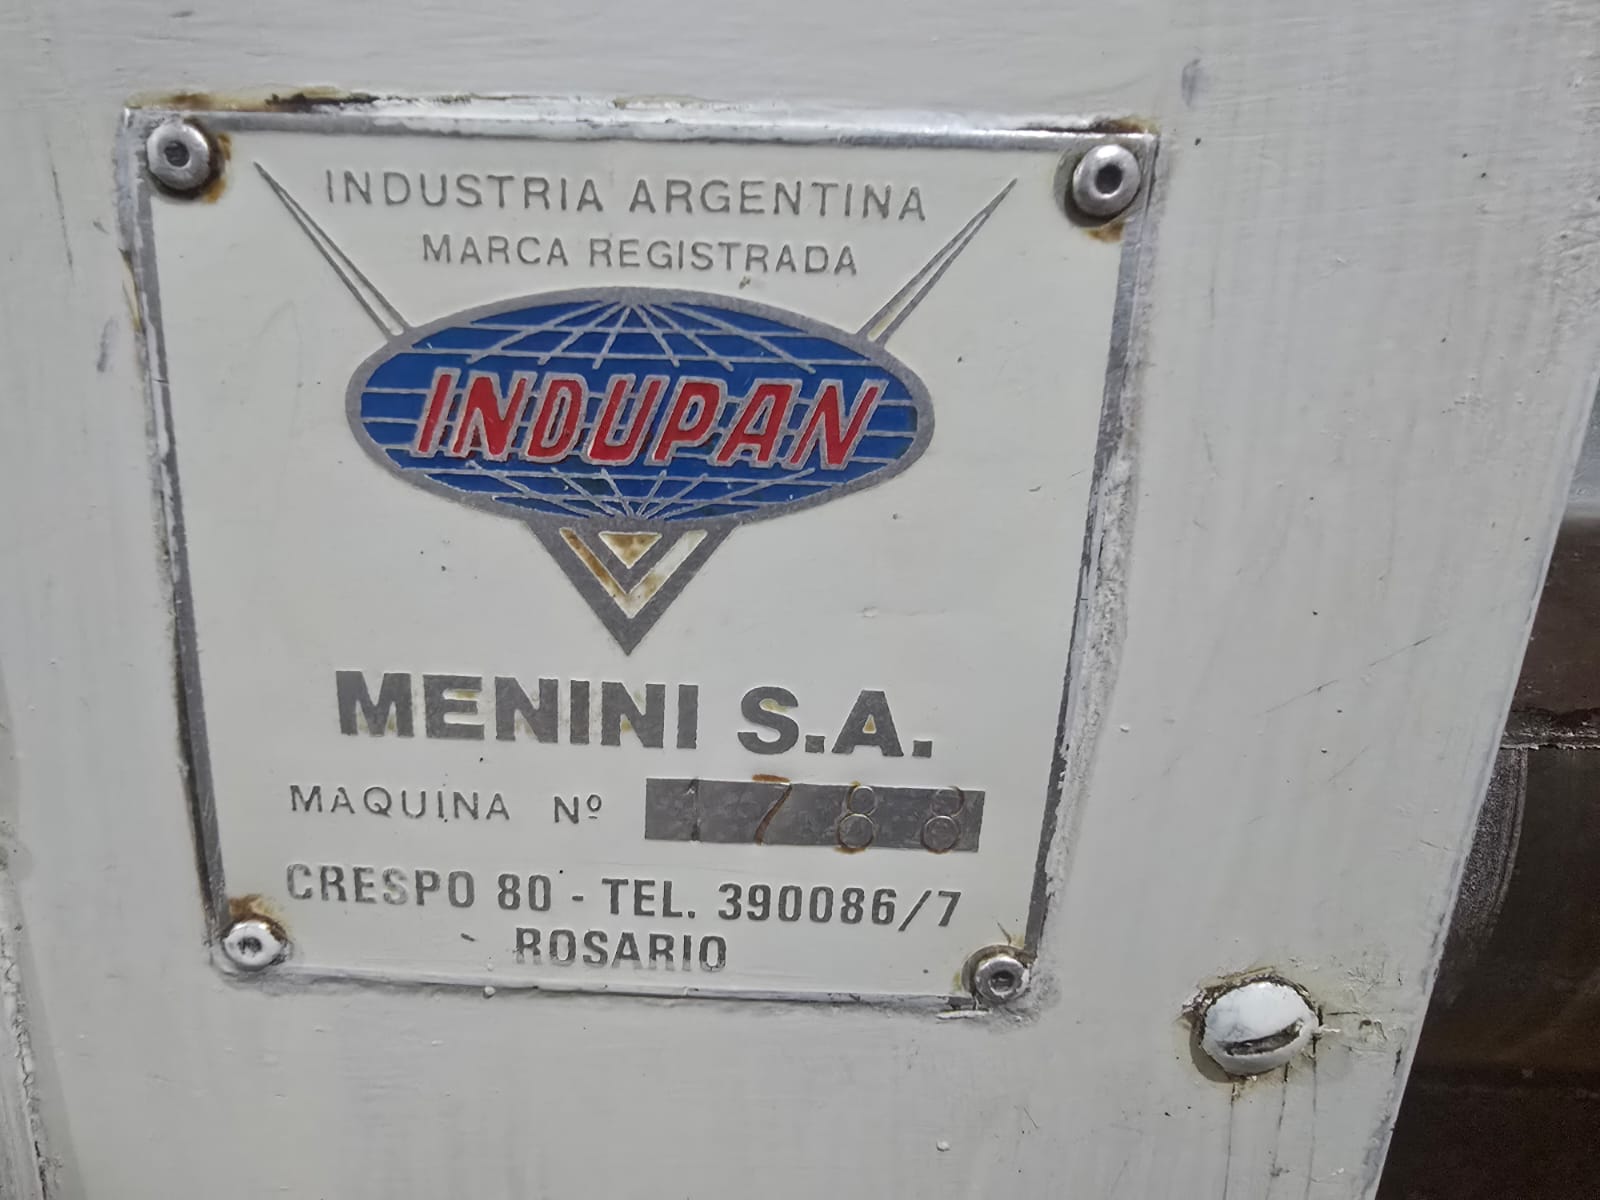 INDUSTRIA ARGENTINA
MARCA REGISTRADA
INDUPAN
MENINI S.A.
MAQUINA Nº 1788
CRESPO 80 - TEL. 390086/7
ROSARIO